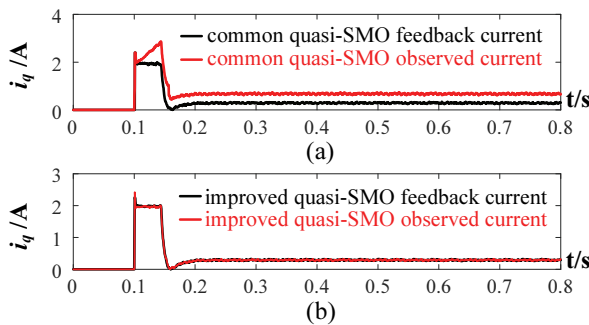 4
common quasi-SMO feedback current
common quasi-SMO observed current
2
i_q /A
0
t/s
0 0.1 0.2 0.3 0.4 0.5 0.6 0.7 0.8
(a)
3
improved quasi-SMO feedback current
2
improved quasi-SMO observed current
i_q /A
1
0
t/s
0 0.1 0.2 0.3 0.4 0.5 0.6 0.7 0.8
(b)